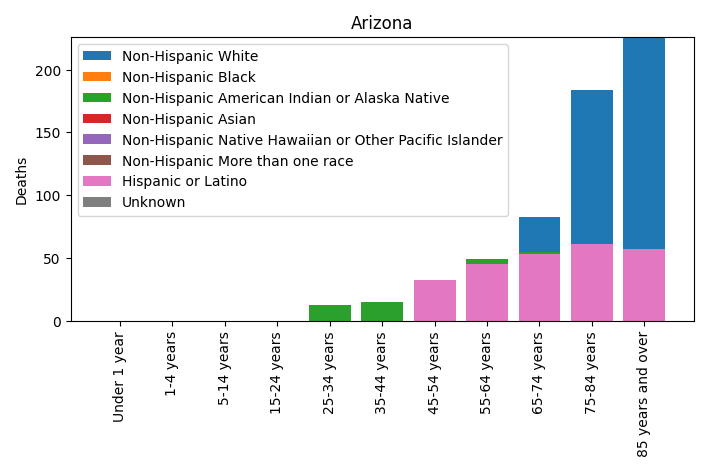 Arizona
Non-Hispanic White
Non-Hispanic Black
Non-Hispanic American Indian or Alaska Native
Non-Hispanic Asian
Non-Hispanic Native Hawaiian or Other Pacific Islander
Non-Hispanic More than one race
Hispanic or Latino
Unknown
Deaths
200
150
100
50
0
Under 1 year
1-4 years
5-14 years
15-24 years
25-34 years
35-44 years
45-54 years
55-64 years
65-74 years
75-84 years
85 years and over